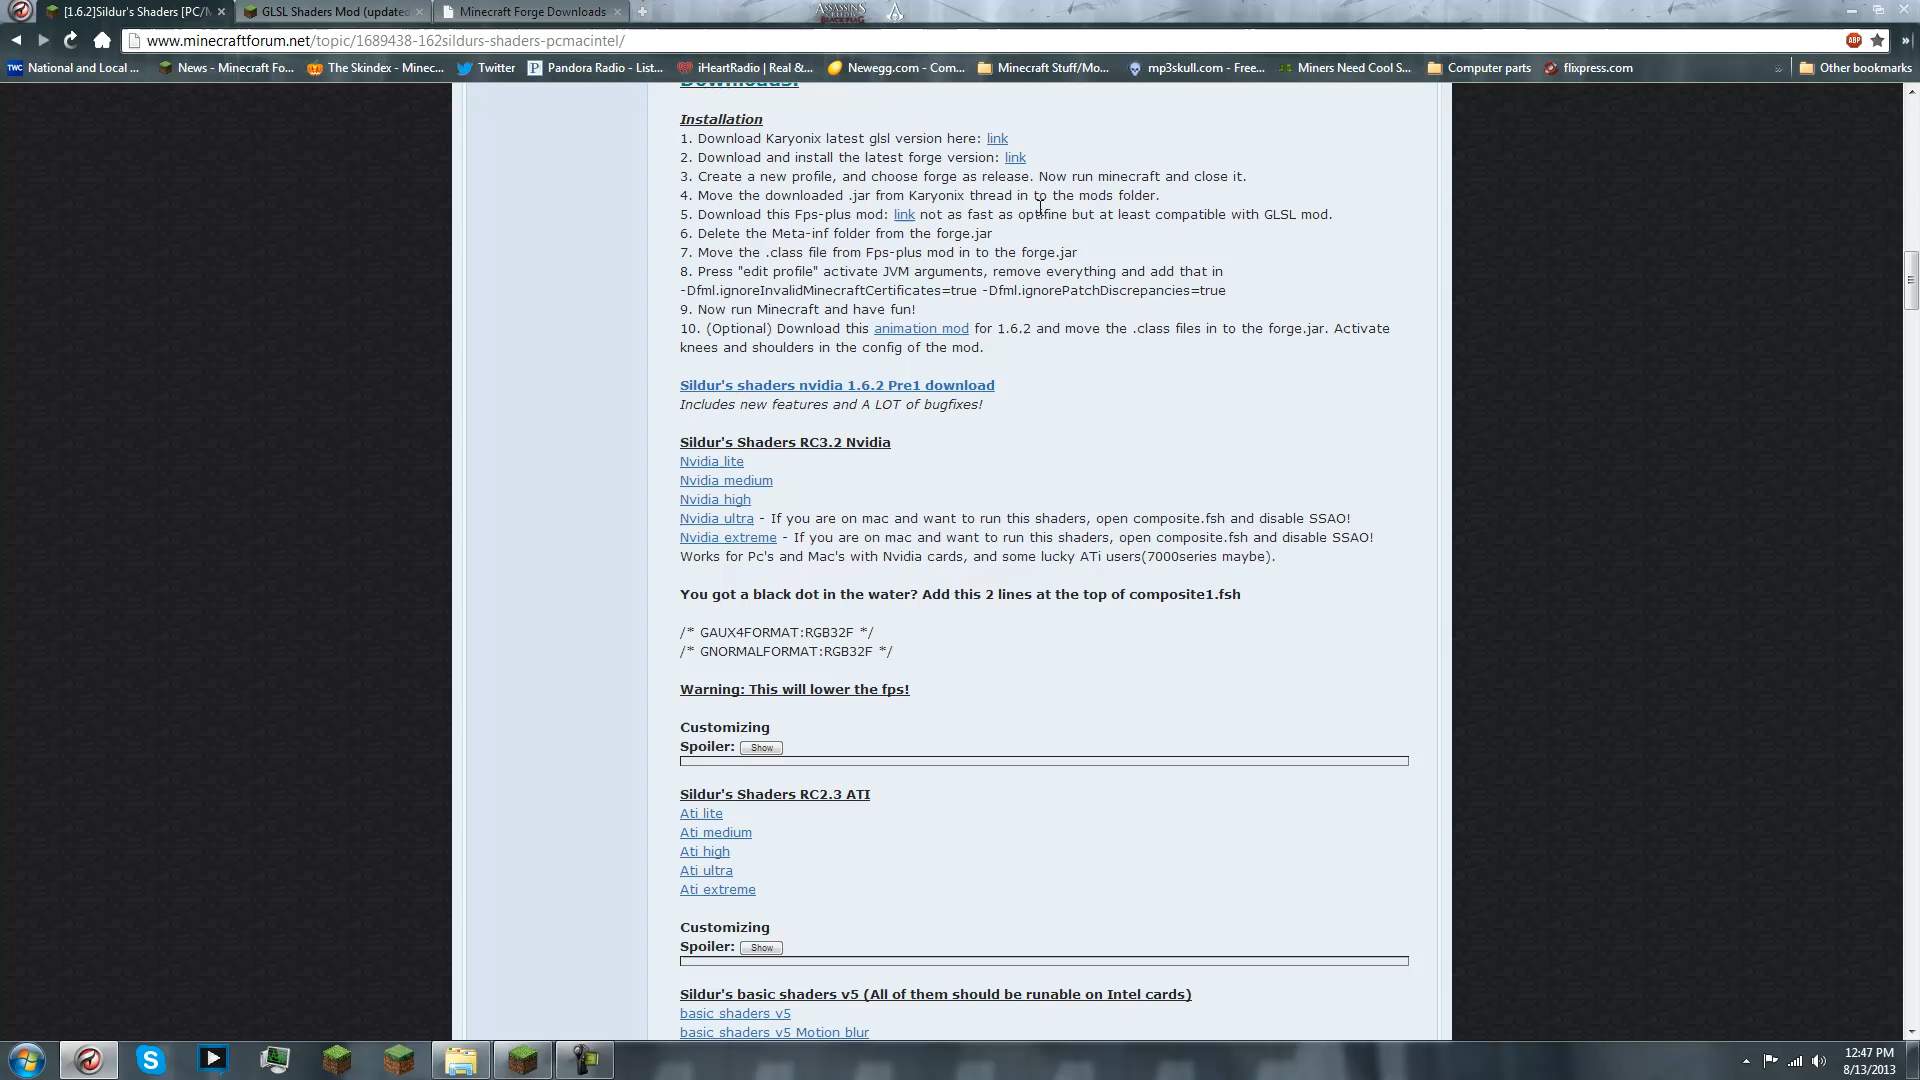 [1.6.2]Sildur's Shaders [PC/M
GLSL Shaders Mod (updated
Minecraft Forge Downloads
ASSASSIN'S
BLACK FLAG
www.minecraftforum.net/topic/1689438-162sildurs-shaders-pcmacintel/
ABP
»
TWC
National and Local ...
News - Minecraft Fo...
The Skindex - Minec...
Twitter
Pandora Radio - List...
iHeartRadio | Real &...
Newegg.com - Com...
Minecraft Stuff/Mo...
mp3skull.com - Free...
Miners Need Cool S...
Computer parts
flixpress.com
»
Other bookmarks
Downloads:
Installation
1. Download Karyonix latest glsl version here: link
2. Download and install the latest forge version: link
3. Create a new profile, and choose forge as release. Now run minecraft and close it.
4. Move the downloaded .jar from Karyonix thread in to the mods folder.
5. Download this Fps-plus mod: link not as fast as optifine but at least compatible with GLSL mod.
6. Delete the Meta-inf folder from the forge.jar
7. Move the .class file from Fps-plus mod in to the forge.jar
8. Press "edit profile" activate JVM arguments, remove everything and add that in
-Dfml.ignoreInvalidMinecraftCertificates=true -Dfml.ignorePatchDiscrepancies=true
9. Now run Minecraft and have fun!
10. (Optional) Download this animation mod for 1.6.2 and move the .class files in to the forge.jar. Activate
knees and shoulders in the config of the mod.
Sildur's shaders nvidia 1.6.2 Pre1 download
Includes new features and A LOT of bugfixes!
Sildur's Shaders RC3.2 Nvidia
Nvidia lite
Nvidia medium
Nvidia high
Nvidia ultra - If you are on mac and want to run this shaders, open composite.fsh and disable SSAO!
Nvidia extreme - If you are on mac and want to run this shaders, open composite.fsh and disable SSAO!
Works for Pc's and Mac's with Nvidia cards, and some lucky ATi users(7000series maybe).
You got a black dot in the water? Add this 2 lines at the top of composite1.fsh
/* GAUX4FORMAT:RGB32F */
/* GNORMALFORMAT:RGB32F */
Warning: This will lower the fps!
Customizing
Spoiler: Show
Sildur's Shaders RC2.3 ATI
Ati lite
Ati medium
Ati high
Ati ultra
Ati extreme
Customizing
Spoiler: Show
Sildur's basic shaders v5 (All of them should be runable on Intel cards)
basic shaders v5
basic shaders v5 Motion blur
12:47 PM
8/13/2013